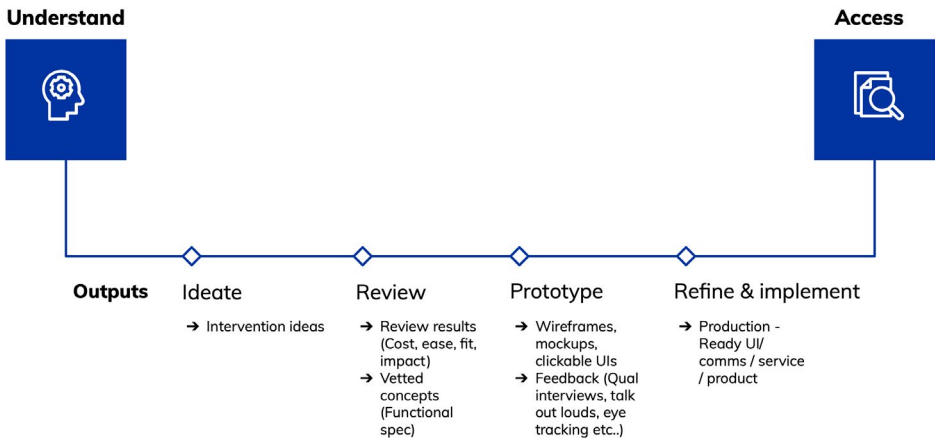 Understand
Access
Outputs
Ideate
→ Intervention ideas
Review
→ Review results
(Cost, ease, fit,
impact)
→ Vetted
concepts
(Functional
spec)
Prototype
→ Wireframes,
mockups,
clickable UIs
→ Feedback (Qual
interviews, talk
out louds, eye
tracking etc..)
Refine & implement
→ Production -
Ready UI/
comms / service
/ product